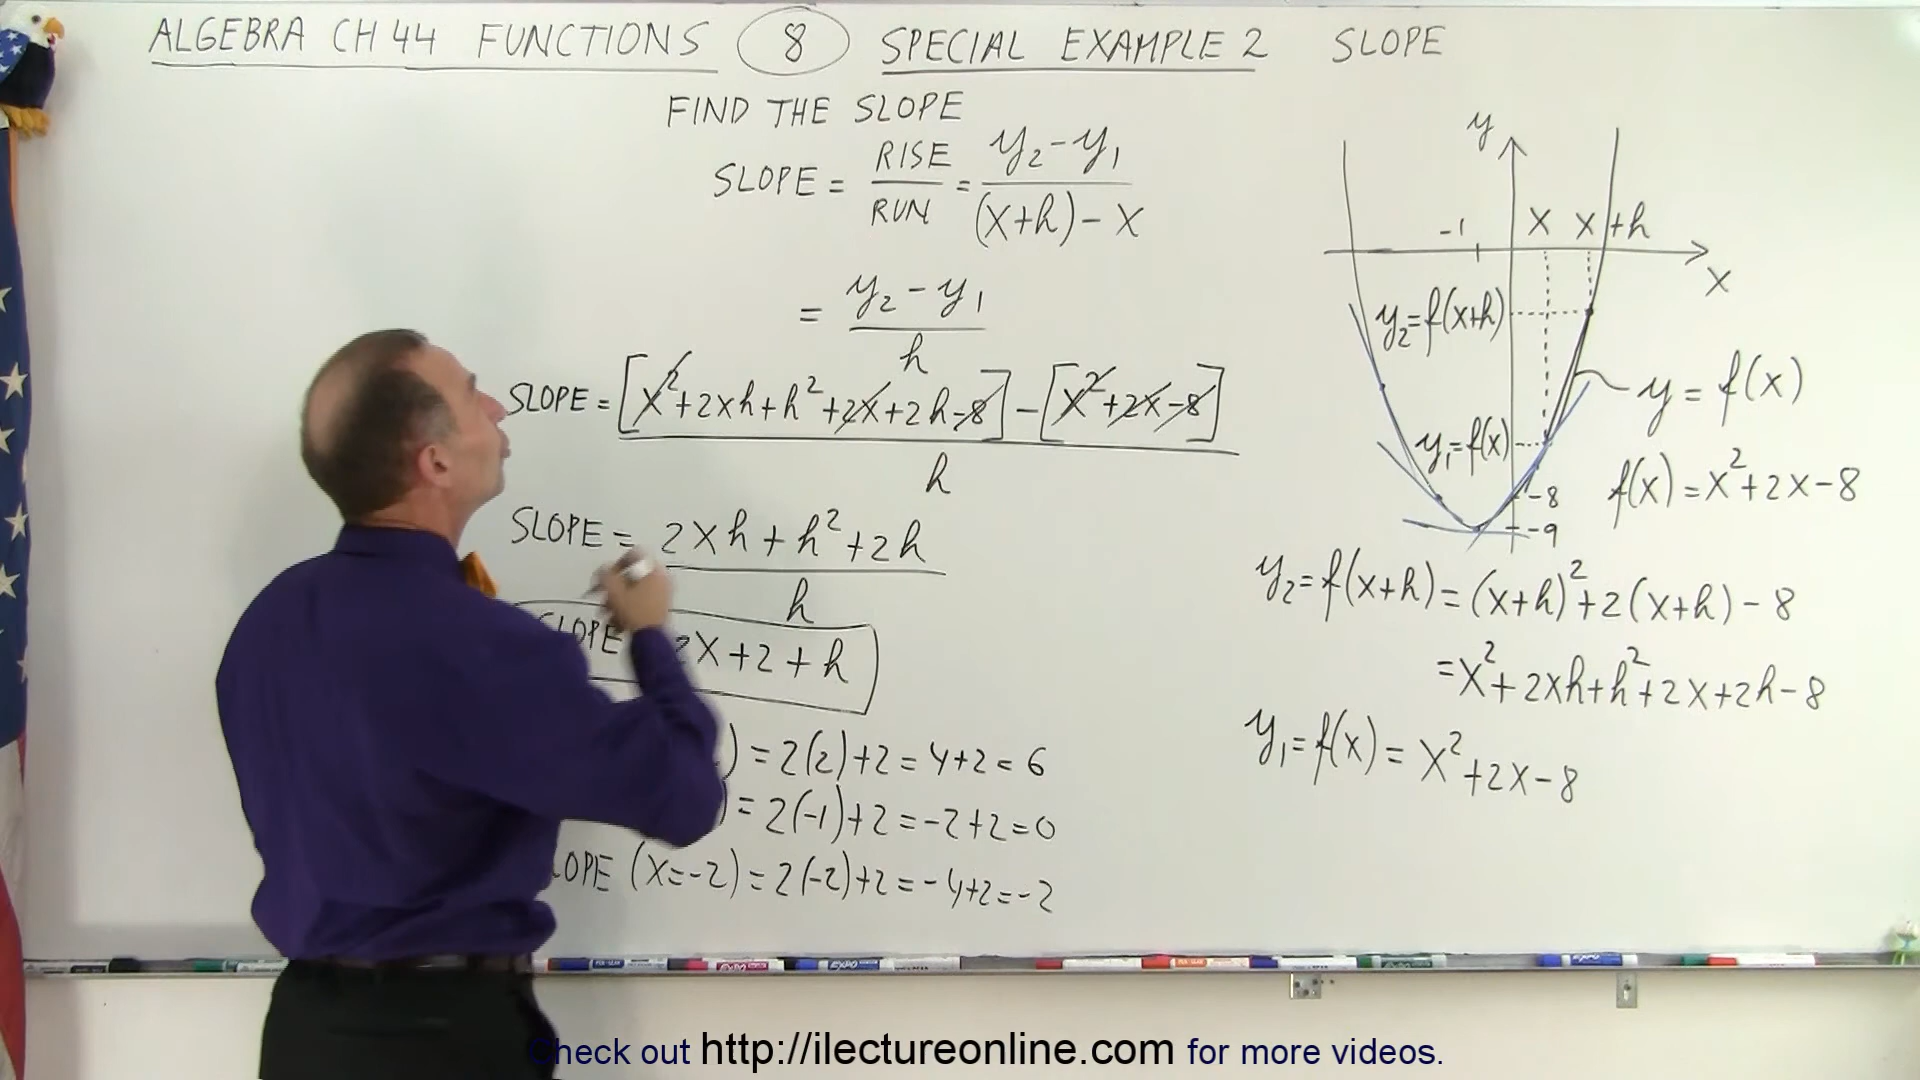 ALGEBRA CH 44 FUNCTIONS 8 SPECIAL EXAMPLE 2 SLOPE
FIND THE SLOPE
SLOPE = RISE/RUN = (y₂-y₁)/((x+h)-x)
= (y₂-y₁)/h
SLOPE = ([x²+2xh+h²+2x+2h-8]-[x²+2x-8])/h
SLOPE = (2xh+h²+2h)/h
SLOPE 2x+2+h
) = 2(2)+2 = 4+2 = 6
) = 2(-1)+2 = -2+2 = 0
LOPE (x=-2) = 2(-2)+2 = -4+2 = -2
y
-1 x x+h
x
y₂=f(x+h)
y = f(x)
y₁=f(x)
-8
-9
f(x) = x²+2x-8
y₂ = f(x+h) = (x+h)²+2(x+h)-8
= x²+2xh+h²+2x+2h-8
y₁ = f(x) = x²+2x-8
Check out http://ilectureonline.com for more videos.